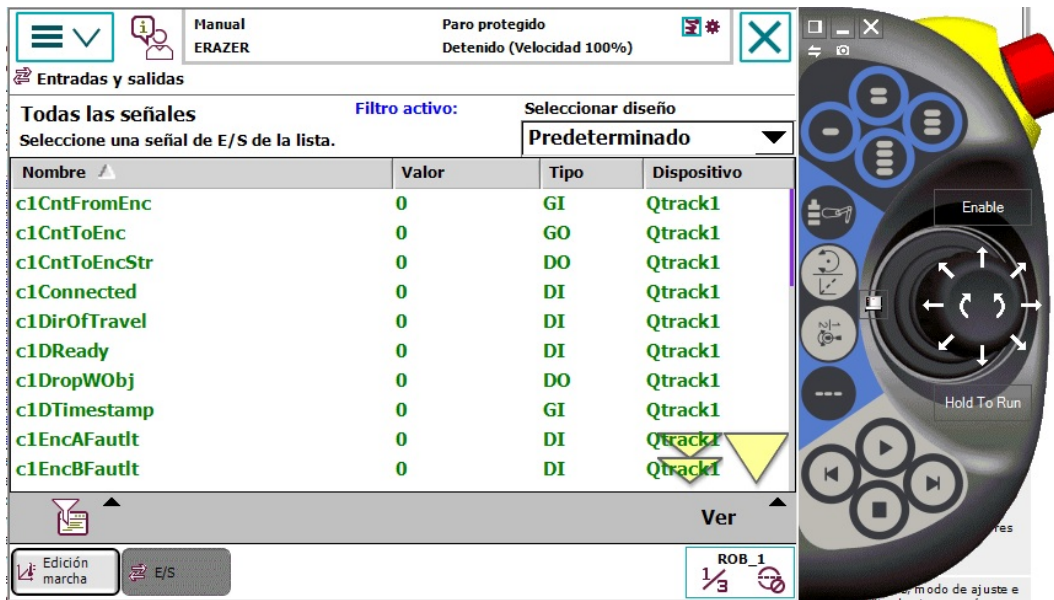 Manual
ERAZER
Paro protegido
Detenido (Velocidad 100%)
Entradas y salidas
Todas las señales
Seleccione una señal de E/S de la lista.
Filtro activo:
Seleccionar diseño
Predeterminado
Nombre Valor Tipo Dispositivo
c1CntFromEnc 0 GI Qtrack1
c1CntToEnc 0 GO Qtrack1
c1CntToEncStr 0 DO Qtrack1
c1Connected 0 DI Qtrack1
c1DirOfTravel 0 DI Qtrack1
c1DReady 0 DI Qtrack1
c1DropWObj 0 DO Qtrack1
c1DTimestamp 0 GI Qtrack1
c1EncAFautlt 0 DI Qtrack1
c1EncBFautlt 0 DI Qtrack1
Ver
Edición
marcha
E/S
ROB_1
1/3
Enable
Hold To Run
res
, modo de ajuste e